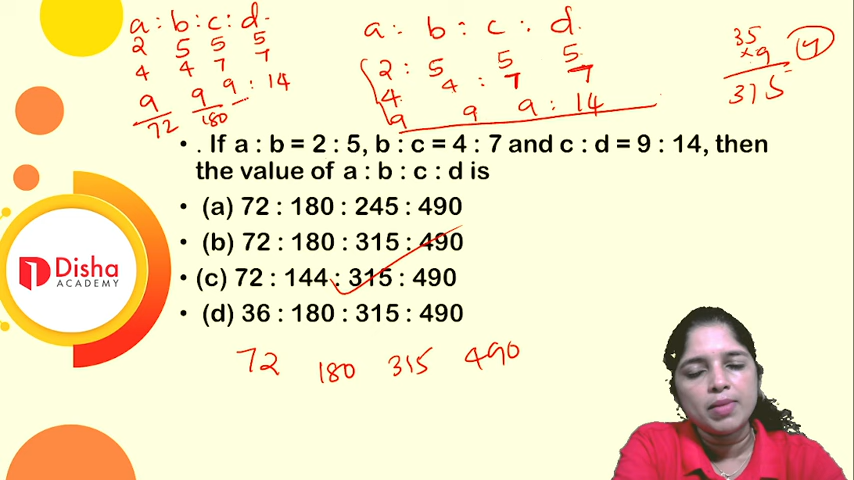 a : b : c : d
2 5 5 5
4 4 7 7
9 9 9 : 14
72 180
a : b : c : d
2 : 5 5 5
4 4 : 7 7
9 9 9 : 14
35
×9
315
• . If a : b = 2 : 5, b : c = 4 : 7 and c : d = 9 : 14, then
the value of a : b : c : d is
• (a) 72 : 180 : 245 : 490
• (b) 72 : 180 : 315 : 490
• (c) 72 : 144 : 315 : 490
• (d) 36 : 180 : 315 : 490
72 180 315 490
Disha
ACADEMY